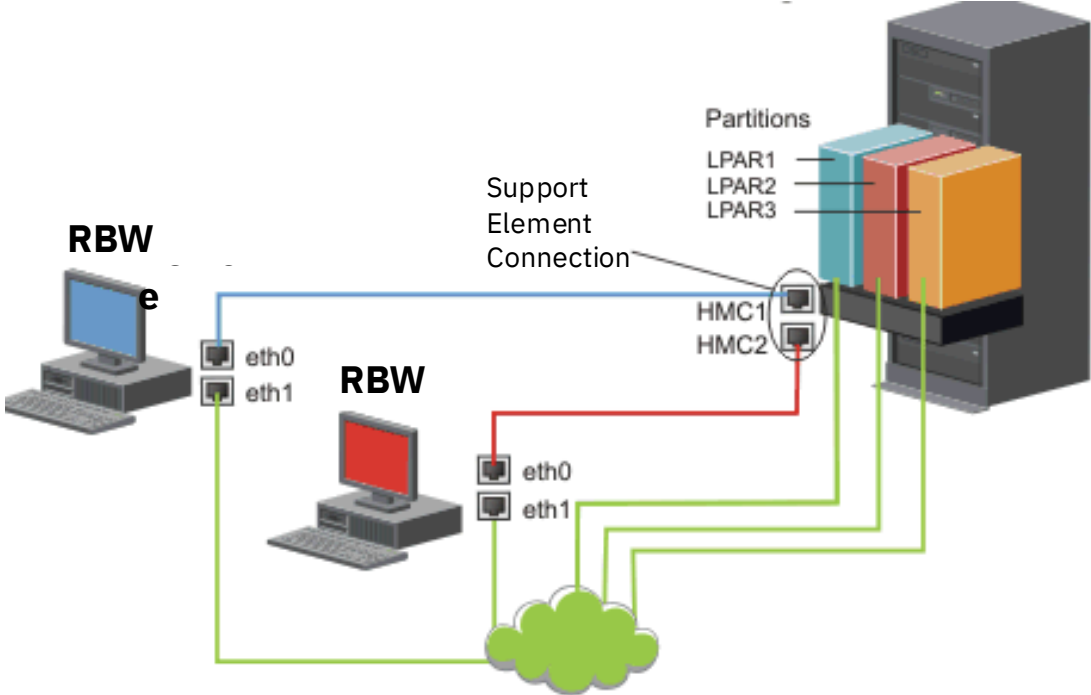 Partitions
LPAR1
LPAR2
LPAR3
Support
Element
Connection
RBW
e
HMC1
HMC2
eth0
eth1
RBW
eth0
eth1